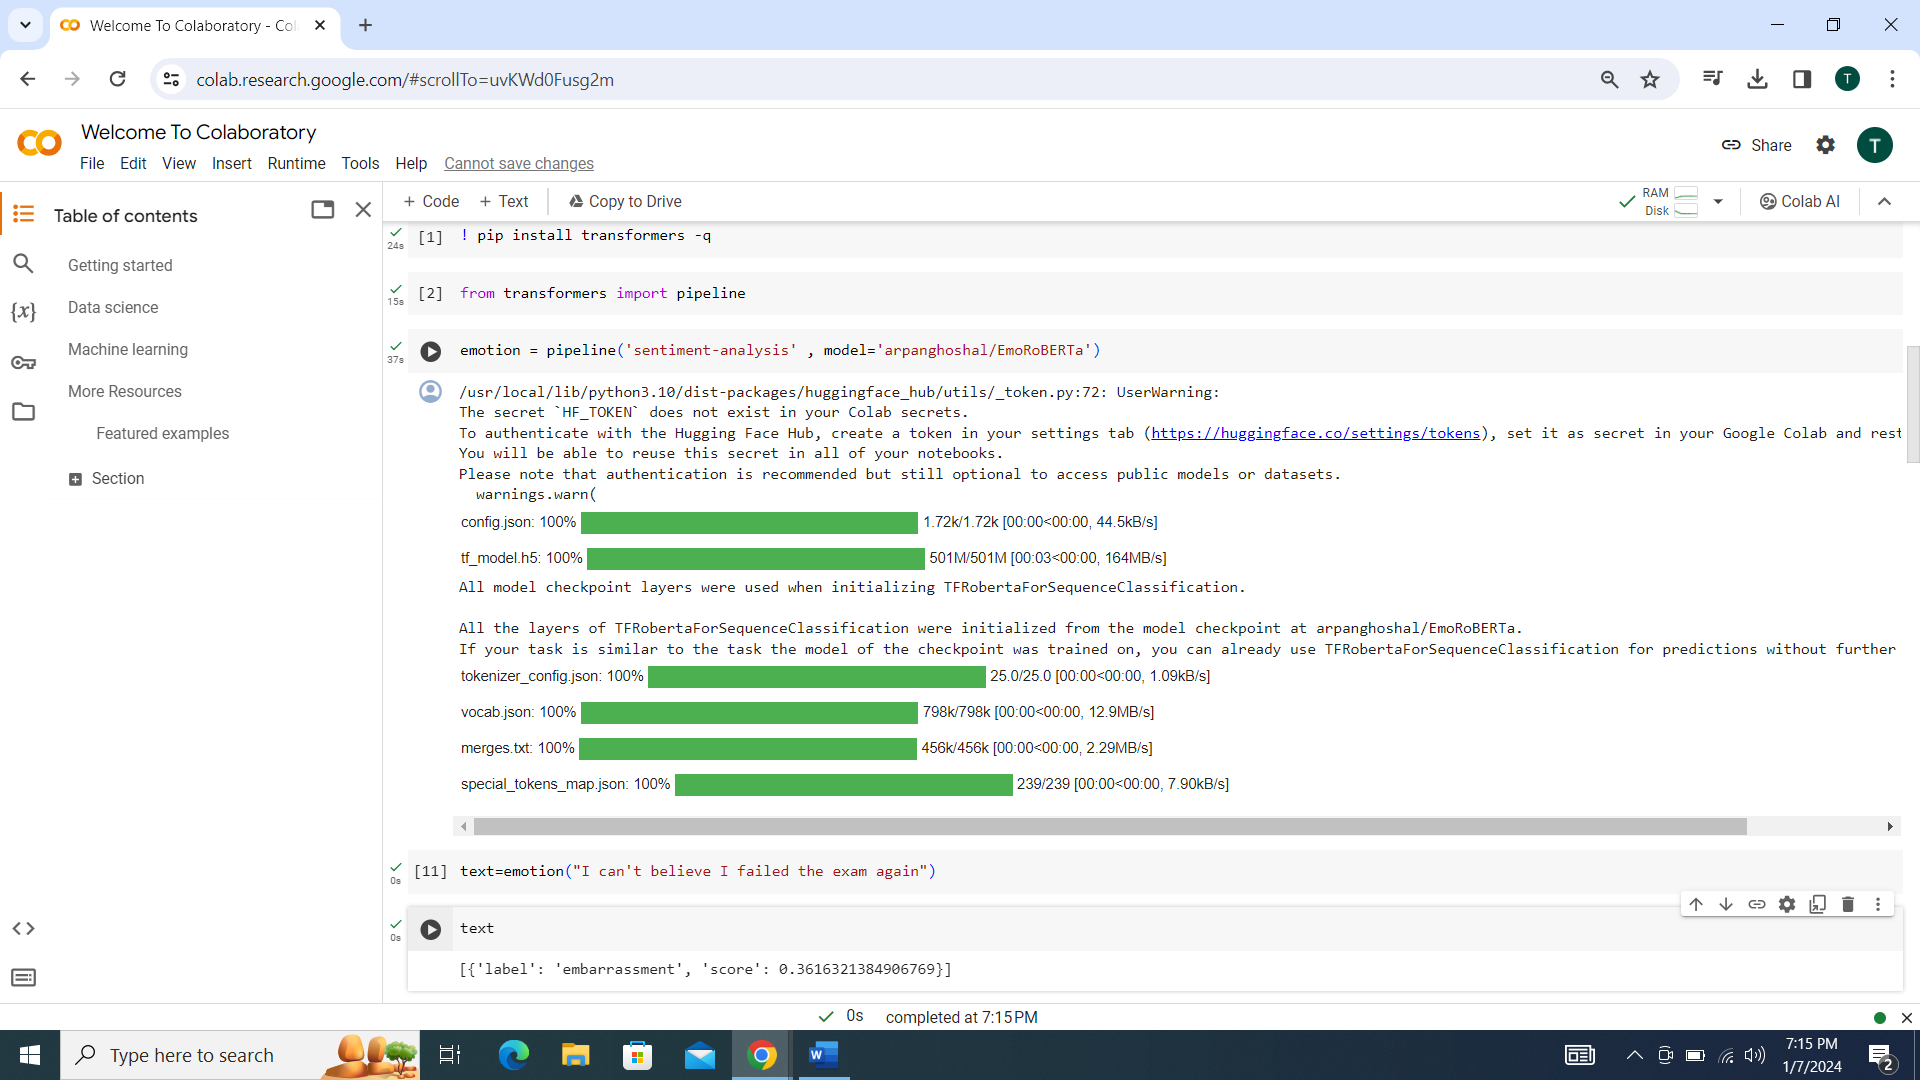 Welcome To Colaboratory - Col
colab.research.google.com/#scrollTo=uvKWd0Fusg2m
T
Welcome To Colaboratory
File Edit View Insert Runtime Tools Help Cannot save changes
Share
T
Table of contents
Getting started
Data science
Machine learning
More Resources
Featured examples
Section
+ Code + Text Copy to Drive
RAM
Disk
Colab AI
24s
[1] ! pip install transformers -q
15s
[2] from transformers import pipeline
37s
emotion = pipeline('sentiment-analysis' , model='arpanghoshal/EmoRoBERTa')
/usr/local/lib/python3.10/dist-packages/huggingface_hub/utils/_token.py:72: UserWarning:
The secret `HF_TOKEN` does not exist in your Colab secrets.
To authenticate with the Hugging Face Hub, create a token in your settings tab (https://huggingface.co/settings/tokens), set it as secret in your Google Colab and rest
You will be able to reuse this secret in all of your notebooks.
Please note that authentication is recommended but still optional to access public models or datasets.
warnings.warn(
config.json: 100% 1.72k/1.72k [00:00<00:00, 44.5kB/s]
tf_model.h5: 100% 501M/501M [00:03<00:00, 164MB/s]
All model checkpoint layers were used when initializing TFRobertaForSequenceClassification.
All the layers of TFRobertaForSequenceClassification were initialized from the model checkpoint at arpanghoshal/EmoRoBERTa.
If your task is similar to the task the model of the checkpoint was trained on, you can already use TFRobertaForSequenceClassification for predictions without further
tokenizer_config.json: 100% 25.0/25.0 [00:00<00:00, 1.09kB/s]
vocab.json: 100% 798k/798k [00:00<00:00, 12.9MB/s]
merges.txt: 100% 456k/456k [00:00<00:00, 2.29MB/s]
special_tokens_map.json: 100% 239/239 [00:00<00:00, 7.90kB/s]
0s
[11] text=emotion("I can't believe I failed the exam again")
0s
text
[{'label': 'embarrassment', 'score': 0.3616321384906769}]
0s completed at 7:15 PM
Type here to search
7:15 PM
1/7/2024
2